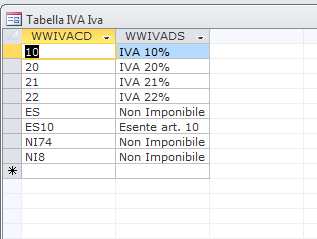 Tabella IVA Iva
WWIVACD WWIVADS
10 IVA 10%
20 IVA 20%
21 IVA 21%
22 IVA 22%
ES Non Imponibile
ES10 Esente art. 10
NI74 Non Imponibile
NI8 Non Imponibile